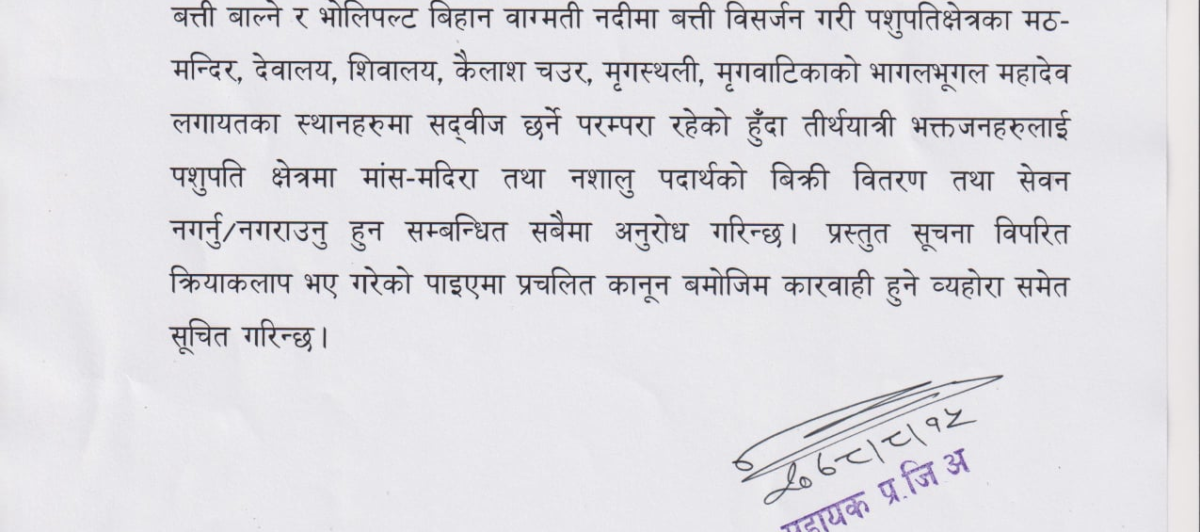 बत्ती बाल्ने र भोलिपल्ट बिहान वाग्मती नदीमा बत्ती विसर्जन गरी पशुपतिक्षेत्रका मठ-
मन्दिर, देवालय, शिवालय, कैलाश चउर, मृगस्थली, मृगवाटिकाको भागलभूगल महादेव
लगायतका स्थानहरुमा सद्‌वीज छर्ने परम्परा रहेको हुँदा तीर्थयात्री भक्तजनहरुलाई
पशुपति क्षेत्रमा मांस-मदिरा तथा नशालु पदार्थको बिक्री वितरण तथा सेवन
नगर्नु/नगराउनु हुन सम्बन्धित सबैमा अनुरोध गरिन्छ। प्रस्तुत सूचना विपरित
क्रियाकलाप भए गरेको पाइएमा प्रचलित कानून बमोजिम कारवाही हुने व्यहोरा समेत
सूचित गरिन्छ।
२०७८।८।१५
सहायक प्र.जि अ